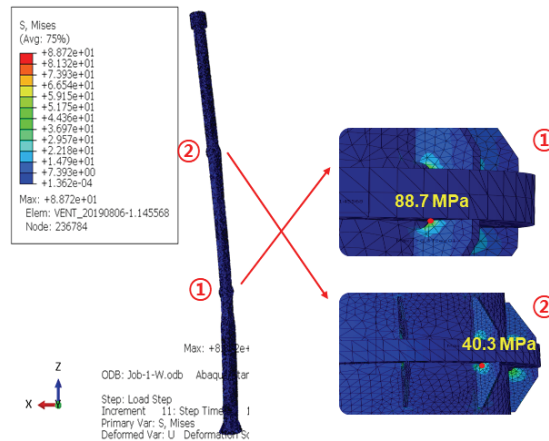 S, Mises
(Avg: 75%)
+8.872e+01
+8.132e+01
+7.393e+01
+6.654e+01
+5.915e+01
+5.175e+01
+4.436e+01
+3.697e+01
+2.957e+01
+2.218e+01
+1.479e+01
+7.393e+00
+1.362e-04
Max: +8.872e+01
Elem: VENT_20190806-1.145568
Node: 236784
②
①
①
88.7 MPa
②
40.3 MPa
Z
X
Max: +8
ODB: Job-1-W.odb
Step: Load Step
Increment 11: Step
Primary Var: S, Mises
Deformed Var: U